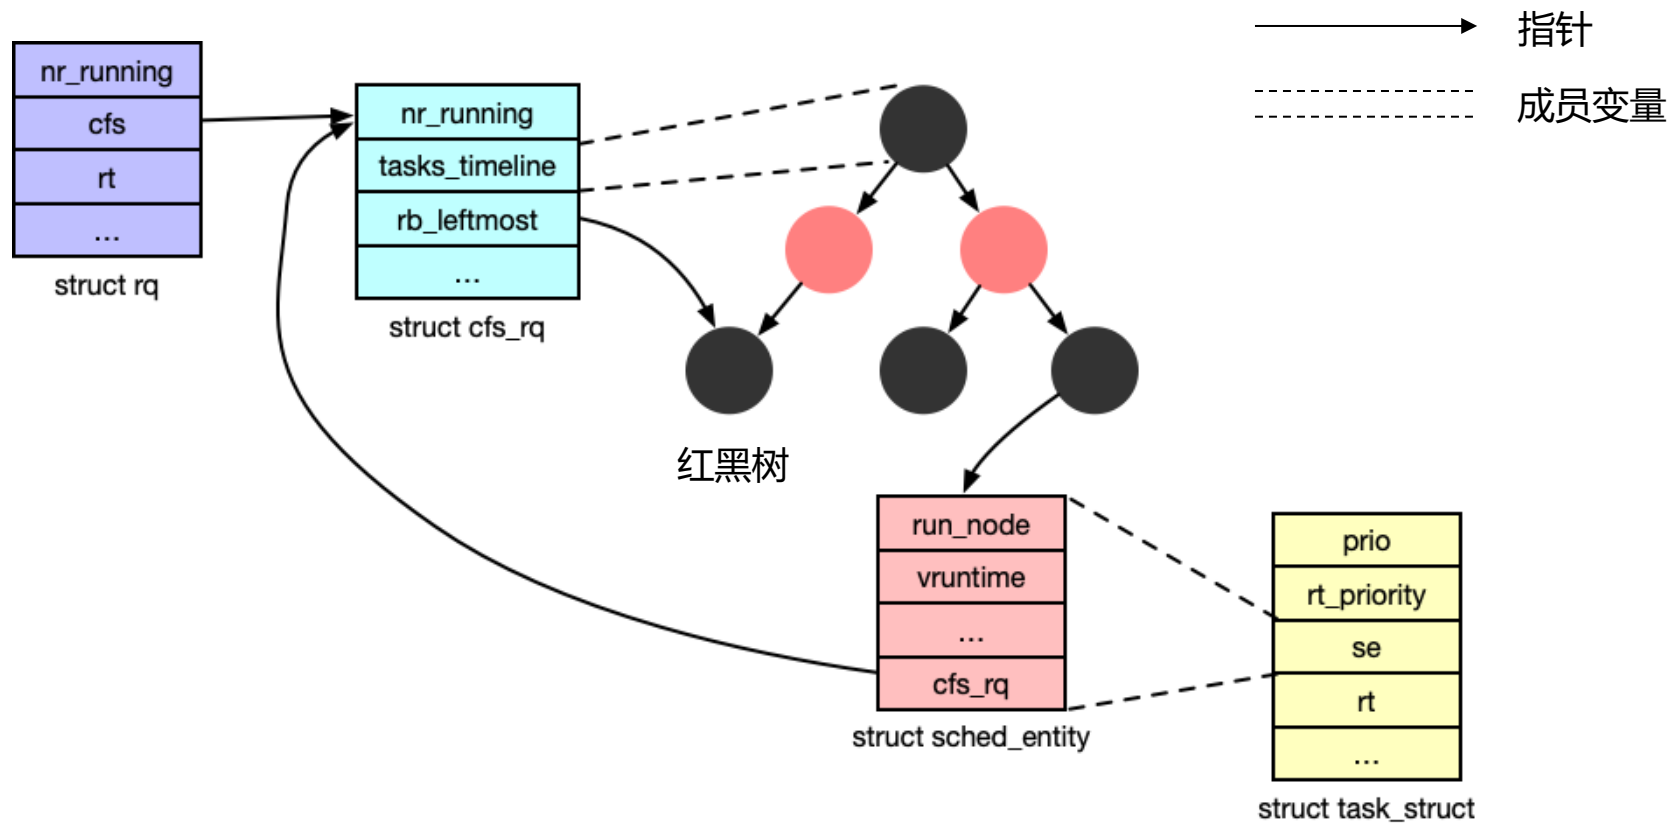 指针
成员变量
nr_running
cfs
rt
...
struct rq
nr_running
tasks_timeline
rb_leftmost
...
struct cfs_rq
红黑树
run_node
vruntime
...
cfs_rq
struct sched_entity
prio
rt_priority
se
rt
...
struct task_struct